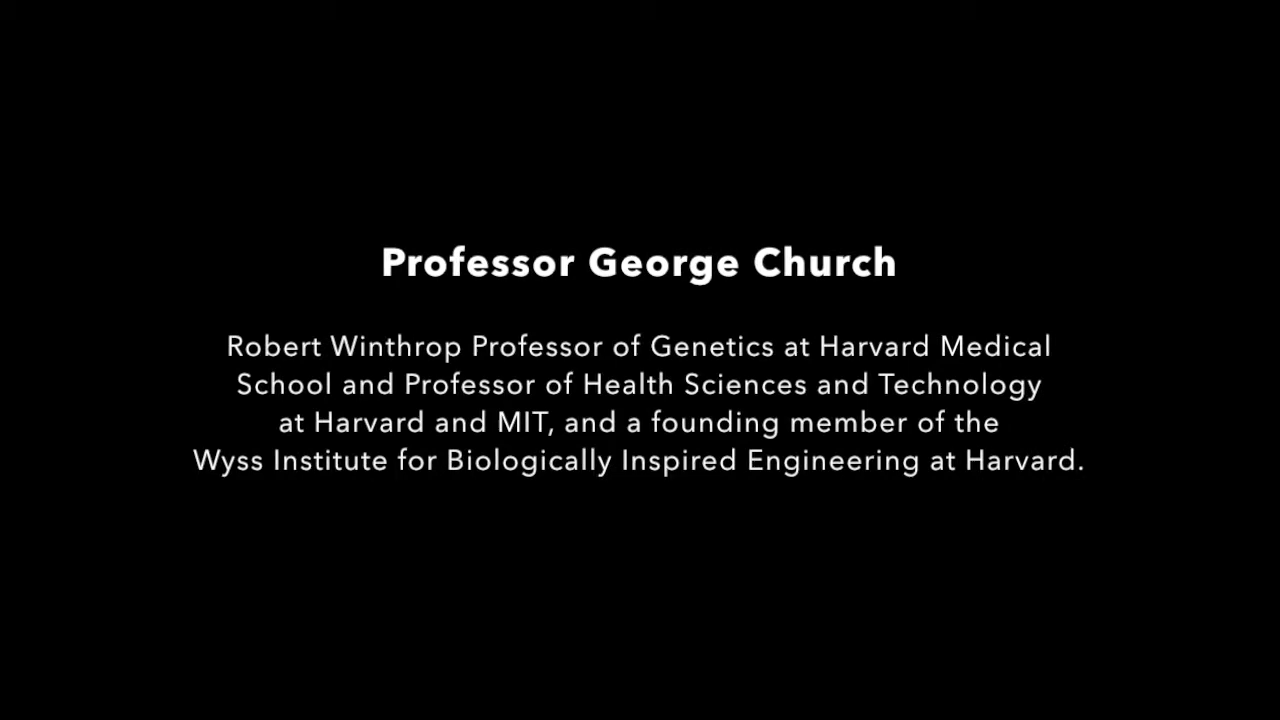 Professor George Church
Robert Winthrop Professor of Genetics at Harvard Medical
School and Professor of Health Sciences and Technology
at Harvard and MIT, and a founding member of the
Wyss Institute for Biologically Inspired Engineering at Harvard.